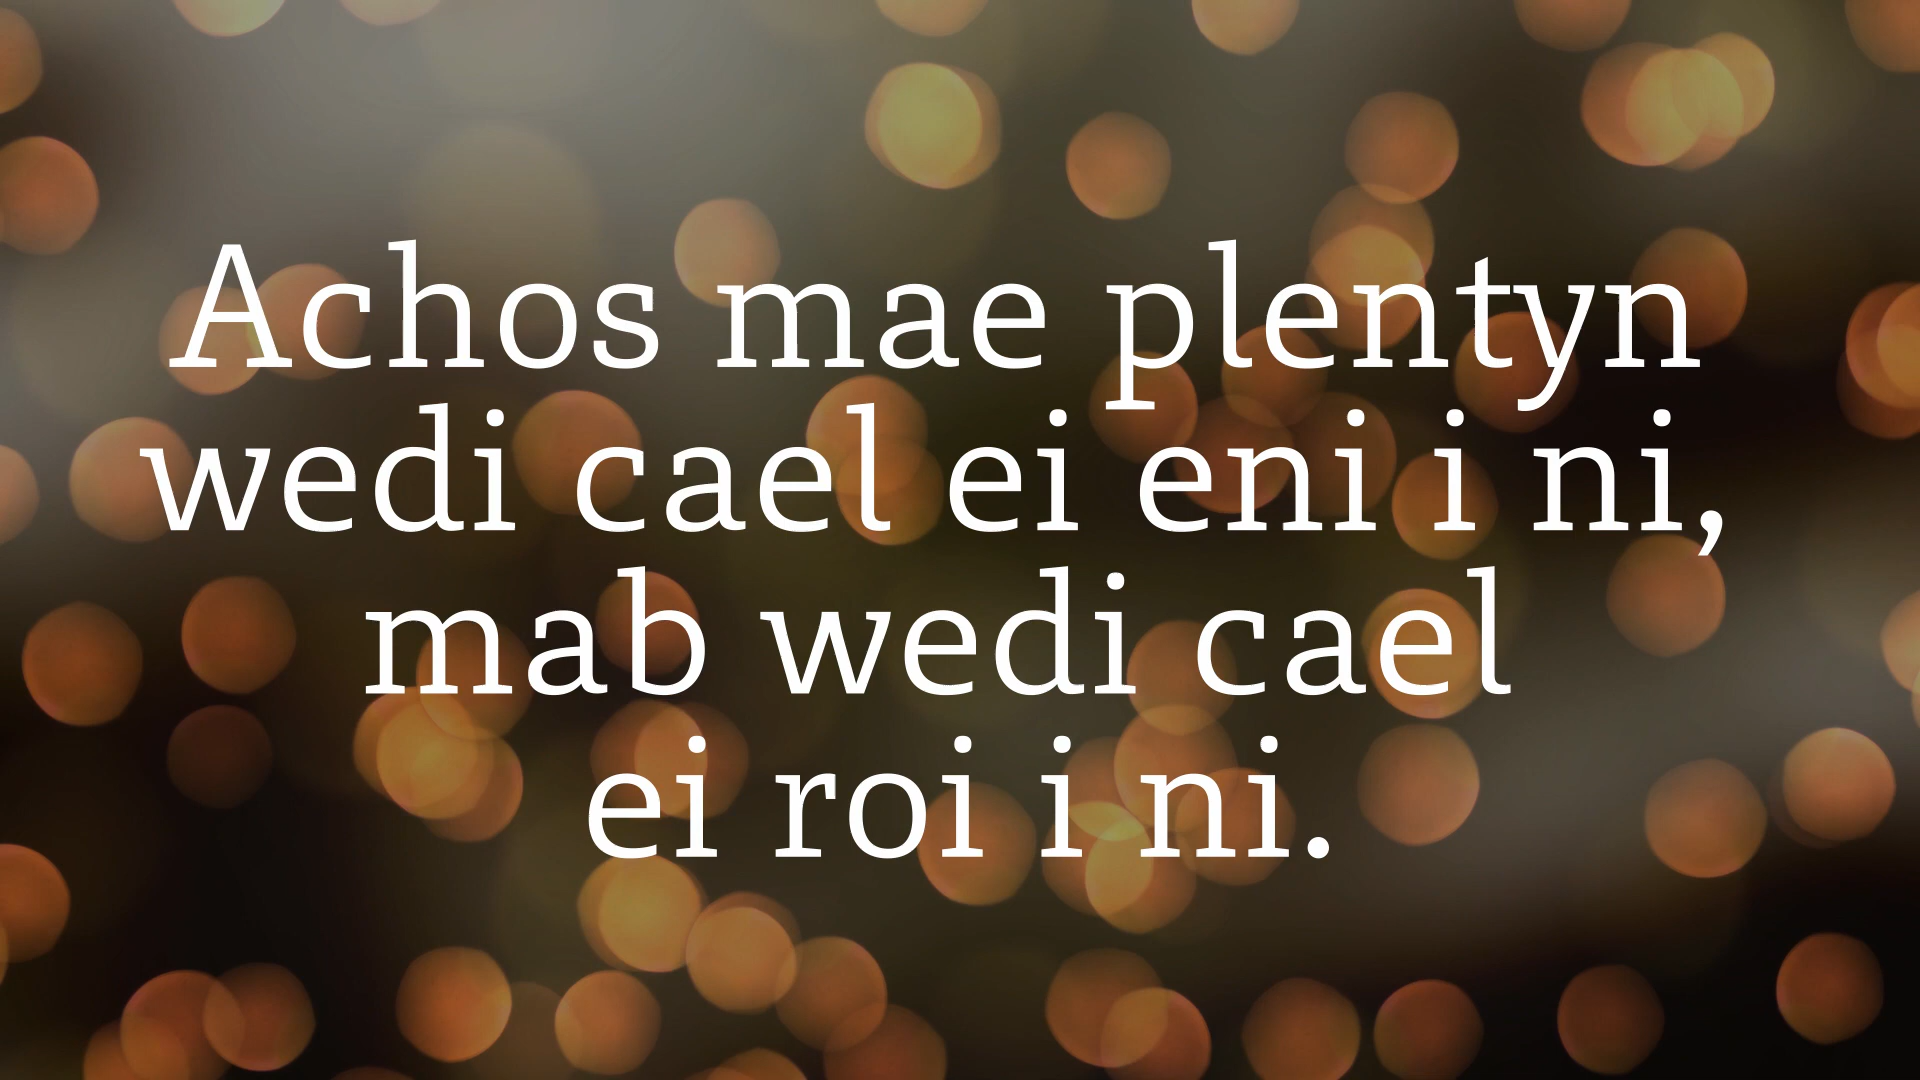 Achos mae plentyn
wedi cael ei eni i ni,
mab wedi cael
ei roi i ni.